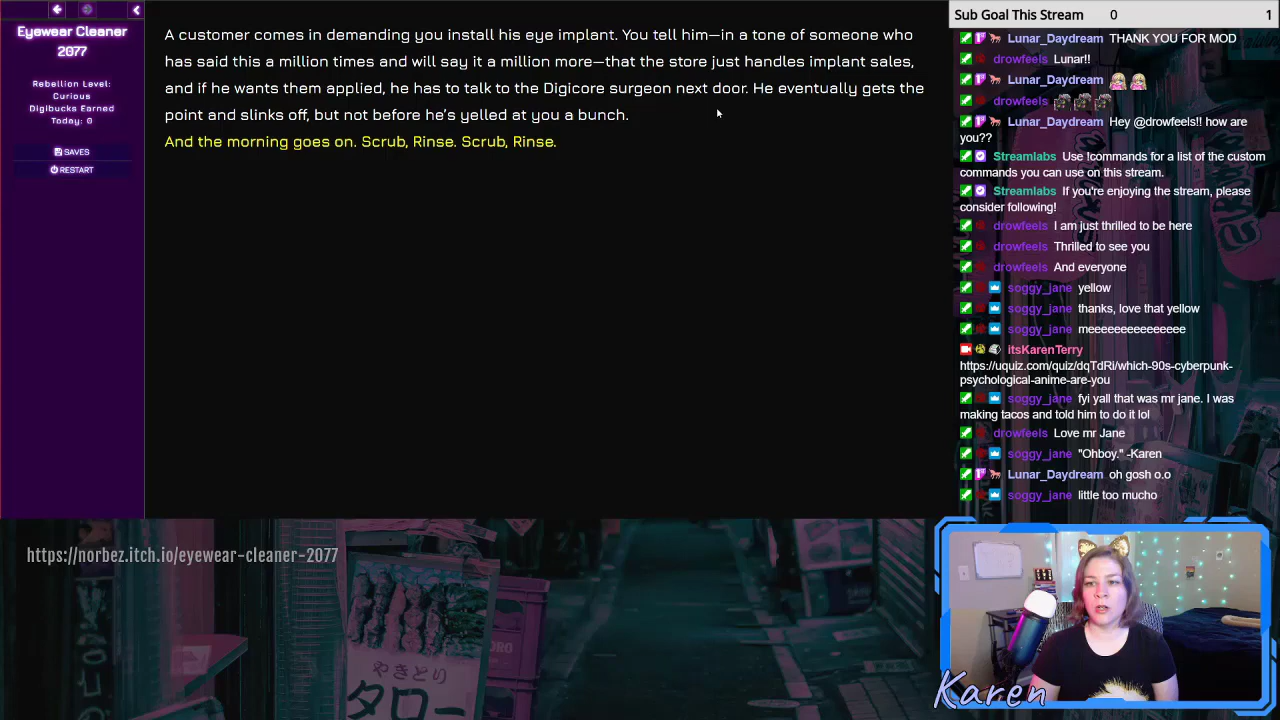 Eyewear Cleaner
2077
Rebellion Level:
Curious
Digibucks Earned
Today: 0
SAVES
RESTART
A customer comes in demanding you install his eye implant. You tell him—in a tone of someone who
has said this a million times and will say it a million more—that the store just handles implant sales,
and if he wants them applied, he has to talk to the Digicore surgeon next door. He eventually gets the
point and slinks off, but not before he's yelled at you a bunch.
And the morning goes on. Scrub, Rinse. Scrub, Rinse.
Sub Goal This Stream 0 1
Lunar_Daydream THANK YOU FOR MOD
drowfeels Lunar!!
Lunar_Daydream
drowfeels
Lunar_Daydream Hey @drowfeels!! how are
you??
Streamlabs Use !commands for a list of the custom
commands you can use on this stream.
Streamlabs If you're enjoying the stream, please
consider following!
drowfeels I am just thrilled to be here
drowfeels Thrilled to see you
drowfeels And everyone
soggy_jane yellow
soggy_jane thanks, love that yellow
soggy_jane meeeeeeeeeeeeeee
itsKarenTerry
https://uquiz.com/quiz/dqTdRi/which-90s-cyberpunk-
psychological-anime-are-you
soggy_jane fyi yall that was mr jane. I was
making tacos and told him to do it lol
drowfeels Love mr Jane
soggy_jane "Ohboy." -Karen
Lunar_Daydream oh gosh o.o
soggy_jane little too mucho
https://norbez.itch.io/eyewear-cleaner-2077
やきとり
タワー
Karen